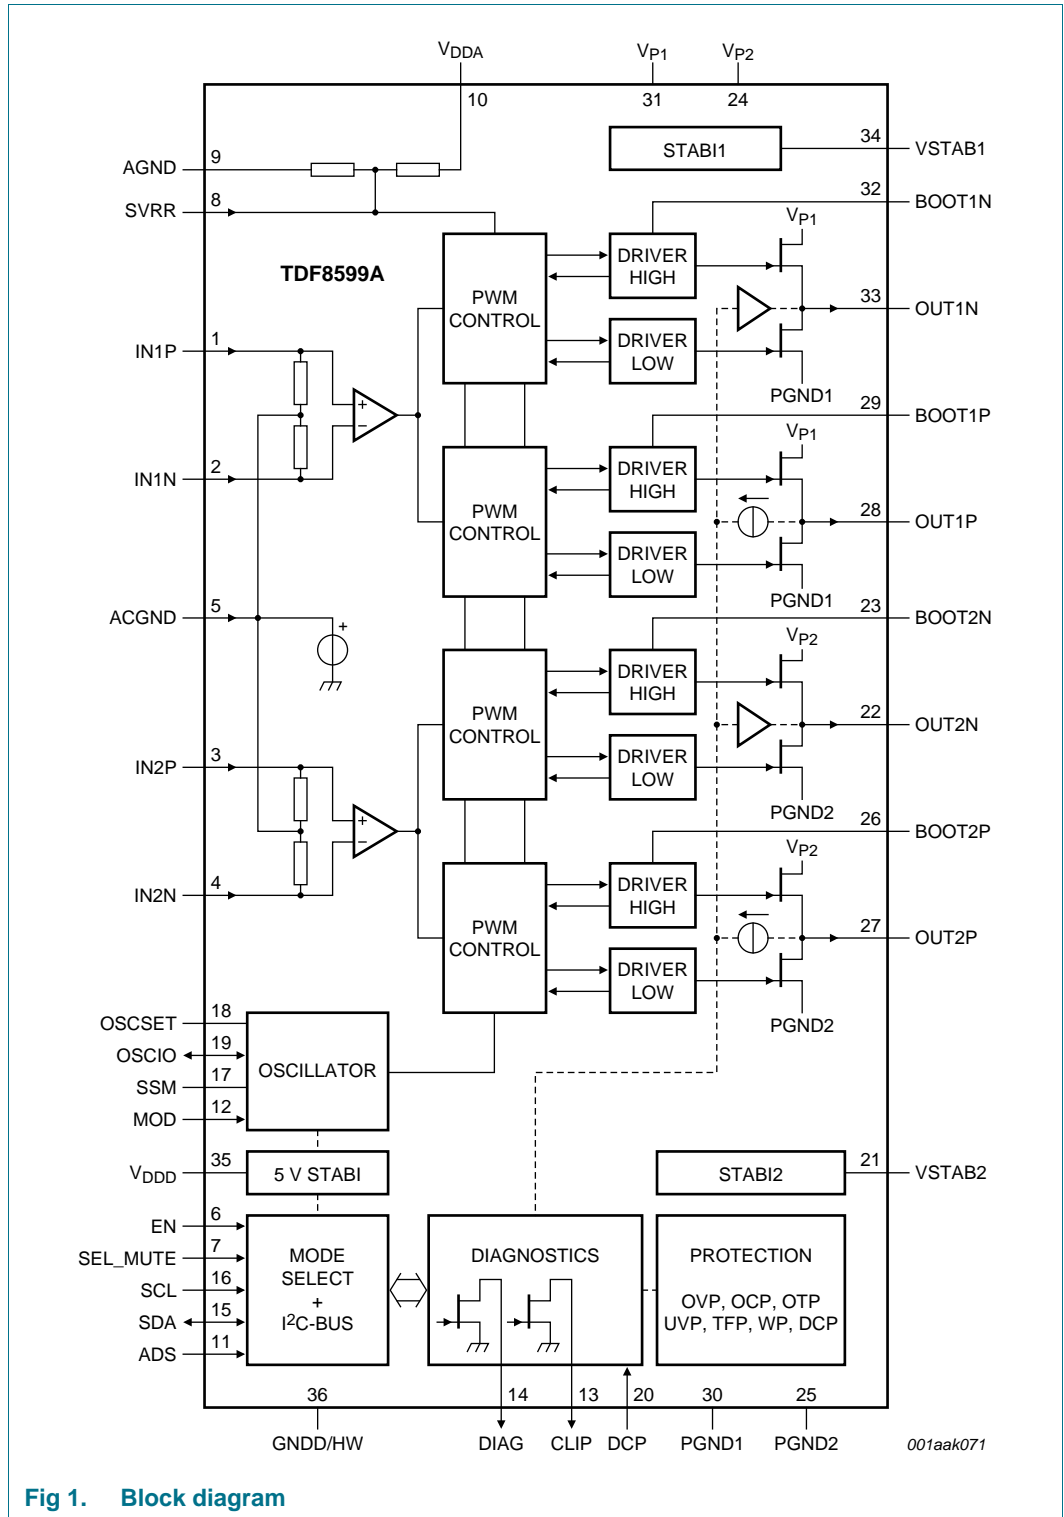 VDDA VP1 VP2
10 31 24
AGND 9
SVRR 8
STABI1 34 VSTAB1
32 BOOT1N
TDF8599A
PWM CONTROL
DRIVER HIGH
VP1
33 OUT1N
DRIVER LOW
PGND1
IN1P 1
+
−
IN1N 2
29 BOOT1P
PWM CONTROL
DRIVER HIGH
VP1
28 OUT1P
DRIVER LOW
PGND1
ACGND 5
+
23 BOOT2N
PWM CONTROL
DRIVER HIGH
VP2
22 OUT2N
DRIVER LOW
PGND2
IN2P 3
+
−
IN2N 4
26 BOOT2P
PWM CONTROL
DRIVER HIGH
VP2
27 OUT2P
DRIVER LOW
PGND2
OSCSET 18
OSCIO 19
SSM 17
MOD 12
OSCILLATOR
VDDD 35
5 V STABI
STABI2 21 VSTAB2
EN 6
SEL_MUTE 7
SCL 16
SDA 15
ADS 11
MODE
SELECT
+
I2C-BUS
DIAGNOSTICS
PROTECTION
OVP, OCP, OTP
UVP, TFP, WP, DCP
36 14 13 20 30 25
GNDD/HW DIAG CLIP DCP PGND1 PGND2
001aak071
Fig 1. Block diagram